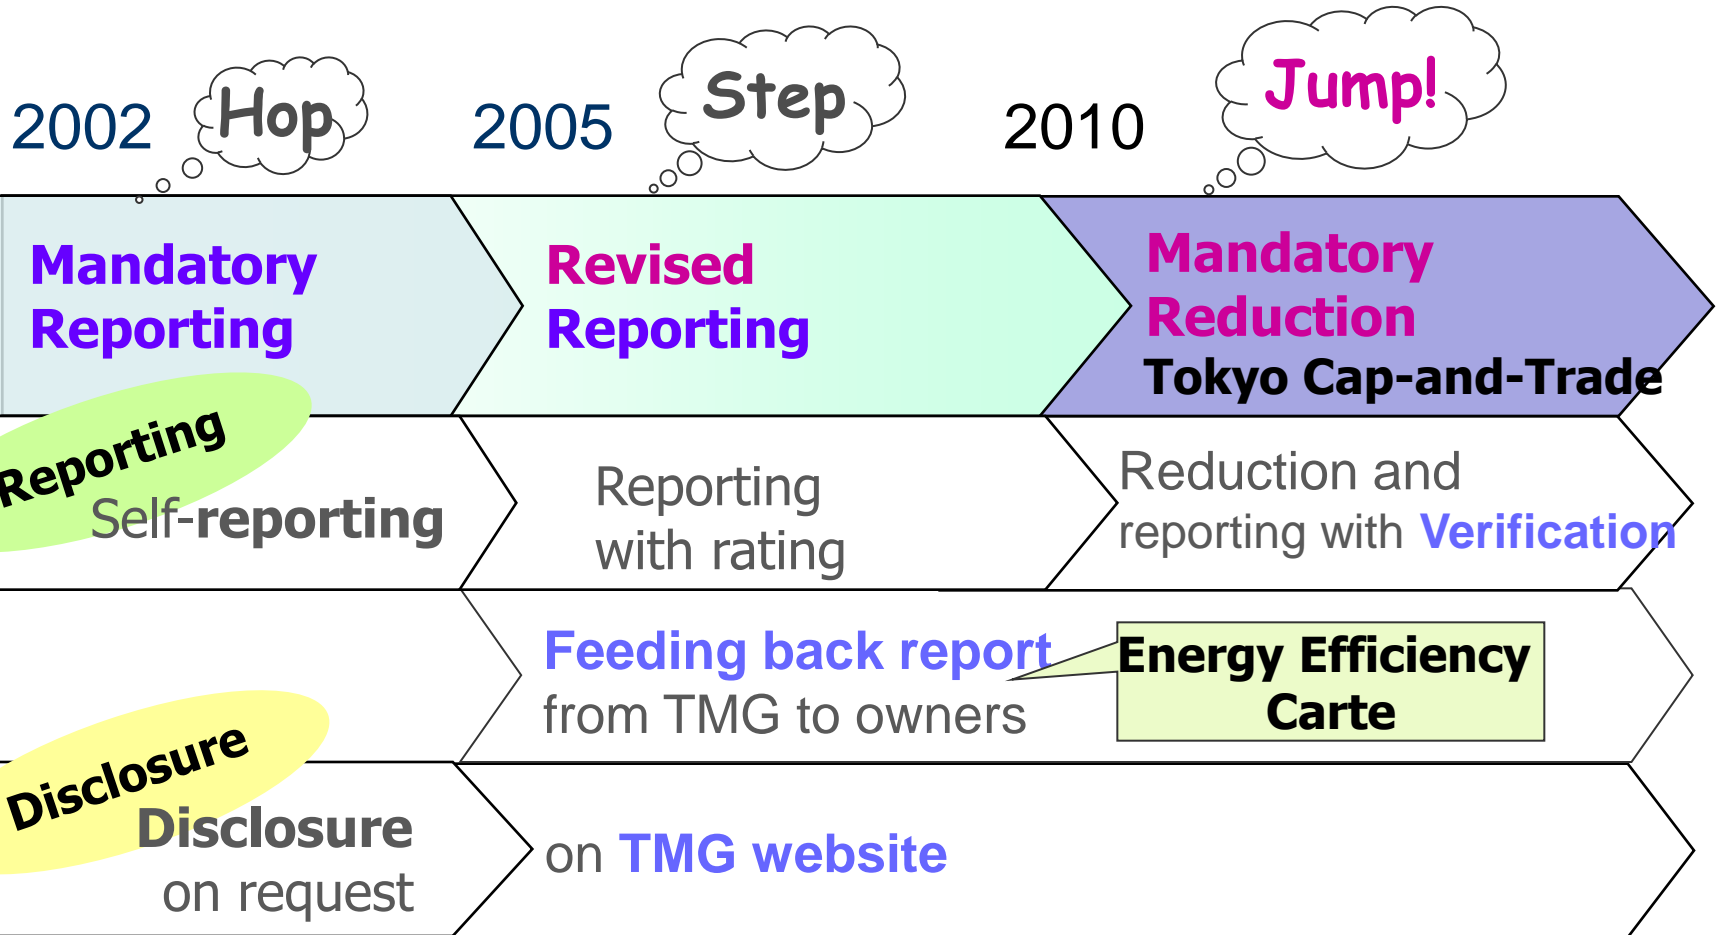 2002
Hop
2005
Step
2010
Jump!
Mandatory
Reporting
Revised
Reporting
Mandatory
Reduction
Tokyo Cap-and-Trade
Reporting
Self-reporting
Reporting
with rating
Reduction and
reporting with Verification
Feeding back report
from TMG to owners
Energy Efficiency
Carte
Disclosure
Disclosure
on request
on TMG website